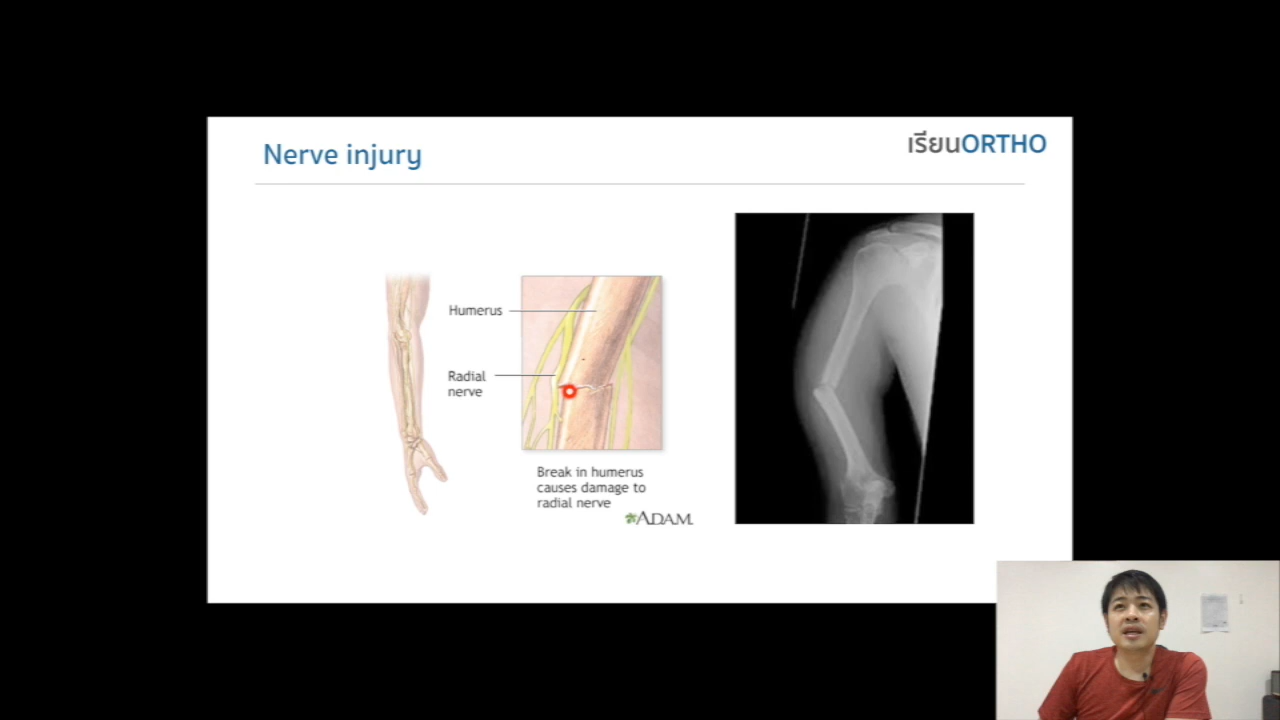 Nerve injury
เรียนORTHO
Humerus
Radial
nerve
Break in humerus
causes damage to
radial nerve
ADAM.